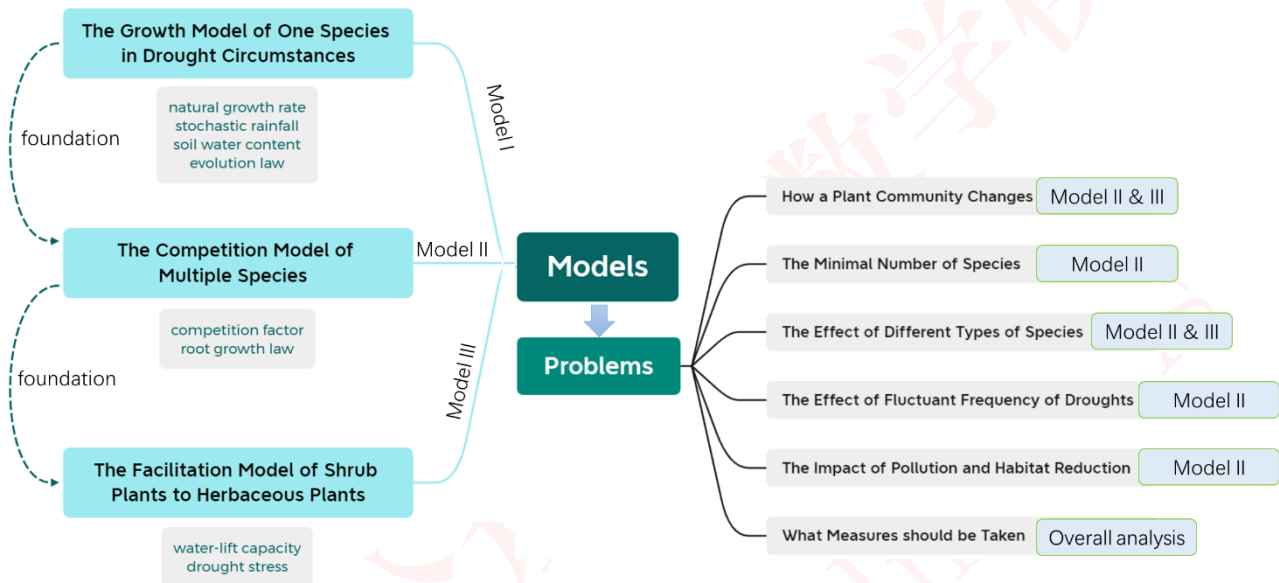 The Growth Model of One Species
in Drought Circumstances
natural growth rate
stochastic rainfall
soil water content
evolution law
foundation
Model I
The Competition Model of
Multiple Species
Model II
competition factor
root growth law
foundation
Model III
The Facilitation Model of Shrub
Plants to Herbaceous Plants
water-lift capacity
drought stress
Models
Problems
How a Plant Community Changes Model II & III
The Minimal Number of Species Model II
The Effect of Different Types of Species Model II & III
The Effect of Fluctuant Frequency of Droughts Model II
The Impact of Pollution and Habitat Reduction Model II
What Measures should be Taken Overall analysis
数学